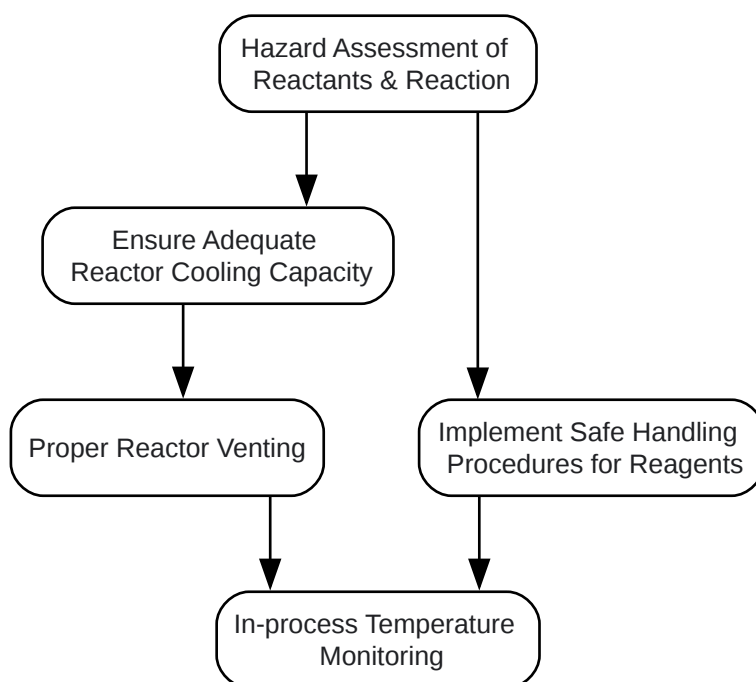 Hazard Assessment of
Reactants & Reaction
Ensure Adequate
Reactor Cooling Capacity
Proper Reactor Venting
Implement Safe Handling
Procedures for Reagents
In-process Temperature
Monitoring